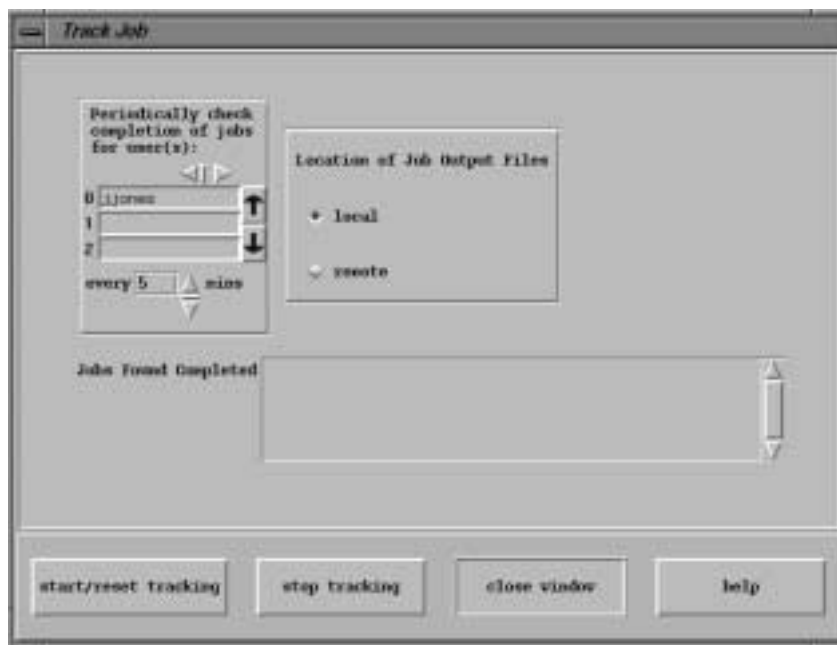 Track Job
Periodically check
completion of jobs
for user(s):
0 jjones
1
2
every 5 mins
Location of Job Output Files
local
remote
Jobs Found Completed
start/reset tracking
stop tracking
close window
help